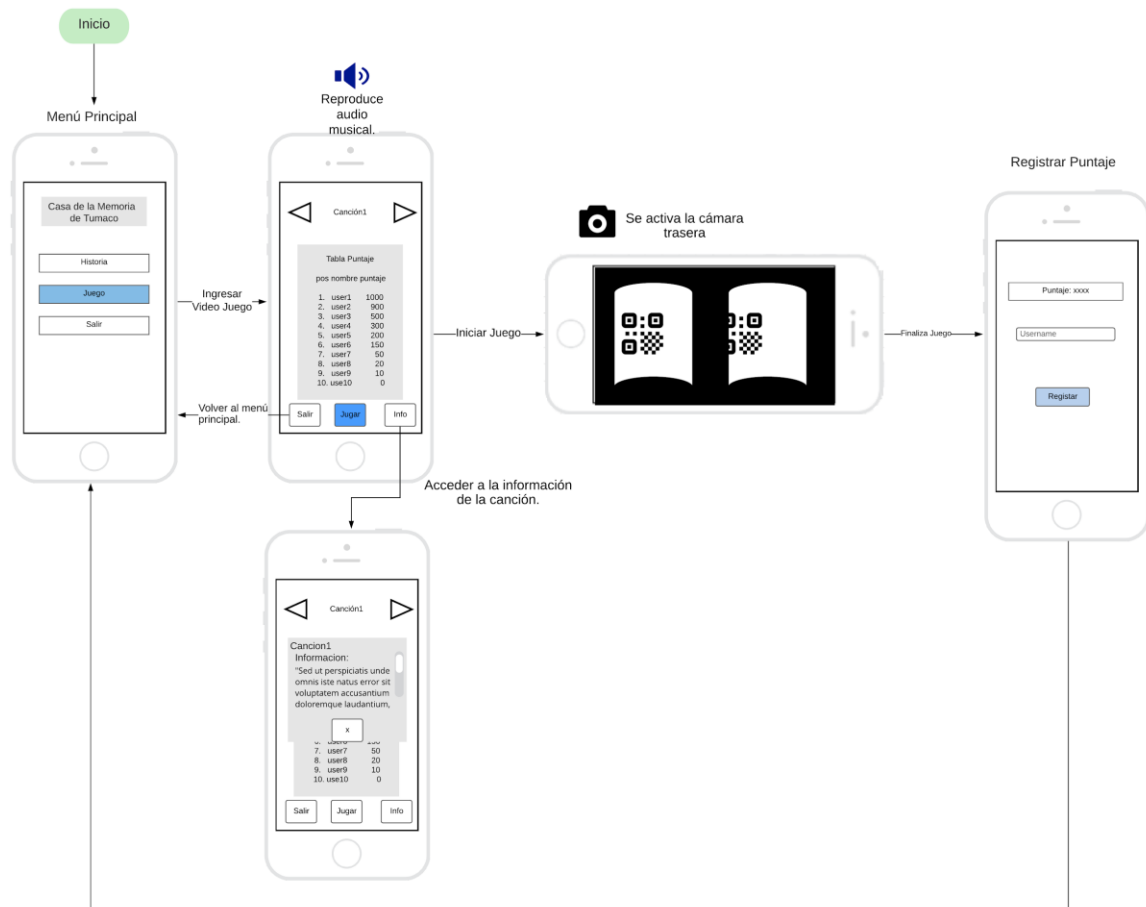 Inicio
Menú Principal
Casa de la Memoria
de Tumaco
Historia
Juego
Salir
Ingresar
Video Juego
Reproduce
audio
musical.
Canción1
Tabla Puntaje
pos nombre puntaje
1. user1 1000
2. user2 900
3. user3 500
4. user4 300
5. user5 200
6. user6 150
7. user7 50
8. user8 20
9. user9 10
10. use10 0
Salir
Jugar
Info
Volver al menú
principal.
Iniciar Juego
Se activa la cámara
trasera
Finaliza Juego
Registrar Puntaje
Puntaje: xxxx
Username
Registar
Acceder a la información
de la canción.
Canción1
Cancion1
Informacion:
"Sed ut perspiciatis unde
omnis iste natus error sit
voluptatem accusantium
doloremque laudantium,
x
6. user6 150
7. user7 50
8. user8 20
9. user9 10
10. use10 0
Salir
Jugar
Info